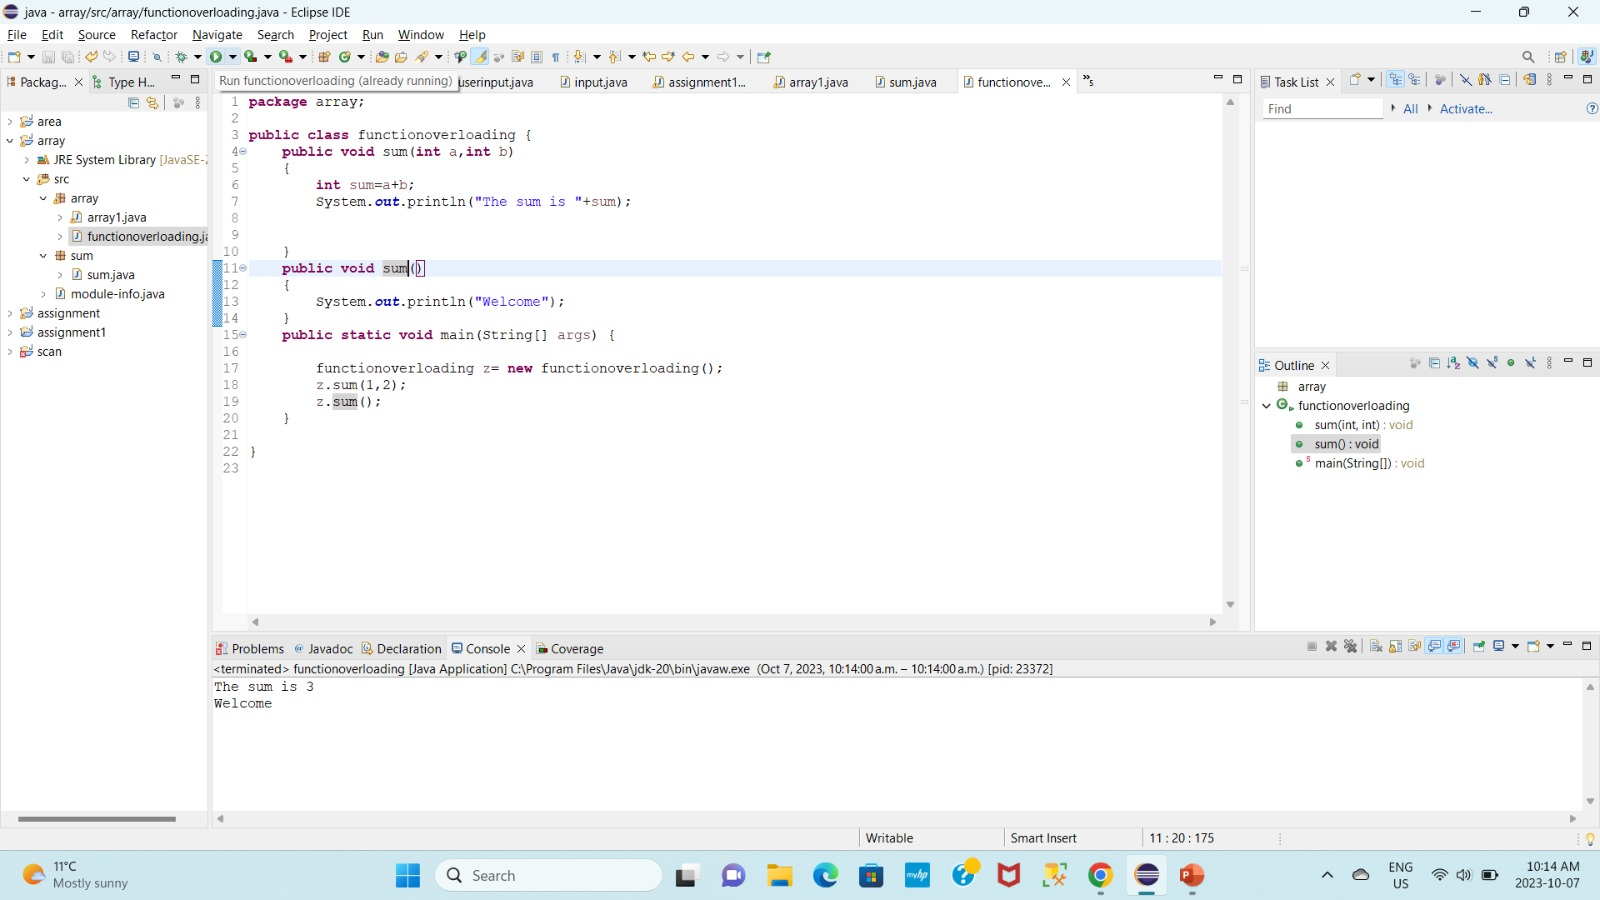 java - array/src/array/functionoverloading.java - Eclipse IDE
File Edit Source Refactor Navigate Search Project Run Window Help
Packag... Type H...
Run functionoverloading (already running) userinput.java input.java assignment1... array1.java sum.java functionove... »5
area
array
JRE System Library [JavaSE-
src
array
array1.java
functionoverloading.ja
sum
sum.java
module-info.java
assignment
assignment1
scan
1 package array;
2
3 public class functionoverloading {
4 public void sum(int a,int b)
5 {
6 int sum=a+b;
7 System.out.println("The sum is "+sum);
8
9
10 }
11 public void sum()
12 {
13 System.out.println("Welcome");
14 }
15 public static void main(String[] args) {
16
17 functionoverloading z= new functionoverloading();
18 z.sum(1,2);
19 z.sum();
20 }
21
22 }
23
Task List
Find All Activate...
Outline
array
functionoverloading
sum(int, int) : void
sum() : void
main(String[]) : void
Problems Javadoc Declaration Console Coverage
<terminated> functionoverloading [Java Application] C:\Program Files\Java\jdk-20\bin\javaw.exe (Oct 7, 2023, 10:14:00 a.m. – 10:14:00 a.m.) [pid: 23372]
The sum is 3
Welcome
Writable Smart Insert 11 : 20 : 175
11°C
Mostly sunny
Search
myhp
ENG
US
10:14 AM
2023-10-07